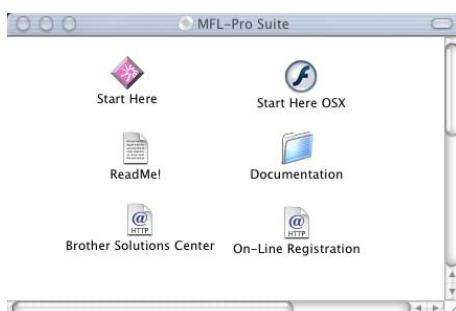 MFL-Pro Suite
Start Here
Start Here OSX
ReadMe!
Documentation
@
HTTP
Brother Solutions Center
@
HTTP
On-Line Registration